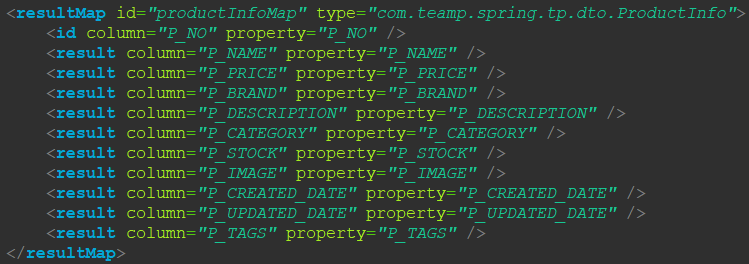 <resultMap id="productInfoMap" type="com.teamp.spring.tp.dto.ProductInfo">
    <id column="P_NO" property="P_NO" />
    <result column="P_NAME" property="P_NAME" />
    <result column="P_PRICE" property="P_PRICE" />
    <result column="P_BRAND" property="P_BRAND" />
    <result column="P_DESCRIPTION" property="P_DESCRIPTION" />
    <result column="P_CATEGORY" property="P_CATEGORY" />
    <result column="P_STOCK" property="P_STOCK" />
    <result column="P_IMAGE" property="P_IMAGE" />
    <result column="P_CREATED_DATE" property="P_CREATED_DATE" />
    <result column="P_UPDATED_DATE" property="P_UPDATED_DATE" />
    <result column="P_TAGS" property="P_TAGS" />
</resultMap>